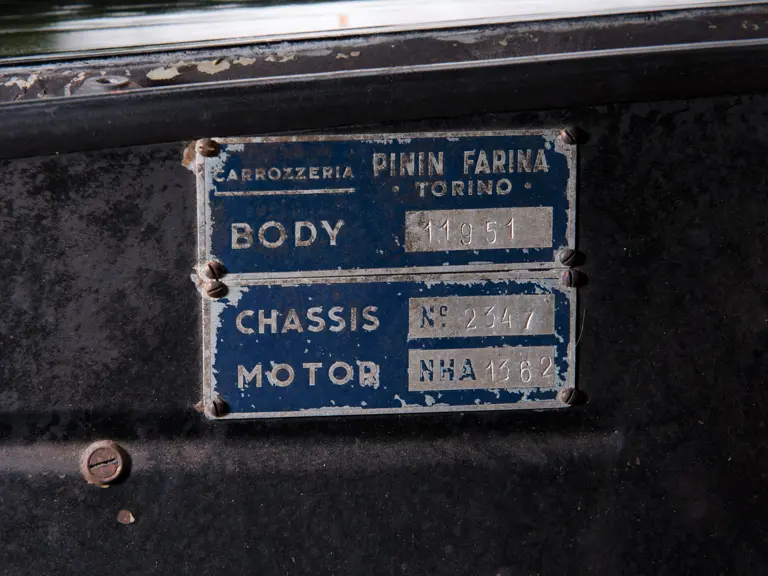 CARROZZERIA PININ FARINA
· TORINO ·
BODY 11951
CHASSIS Nº 2347
MOTOR NHA 1362